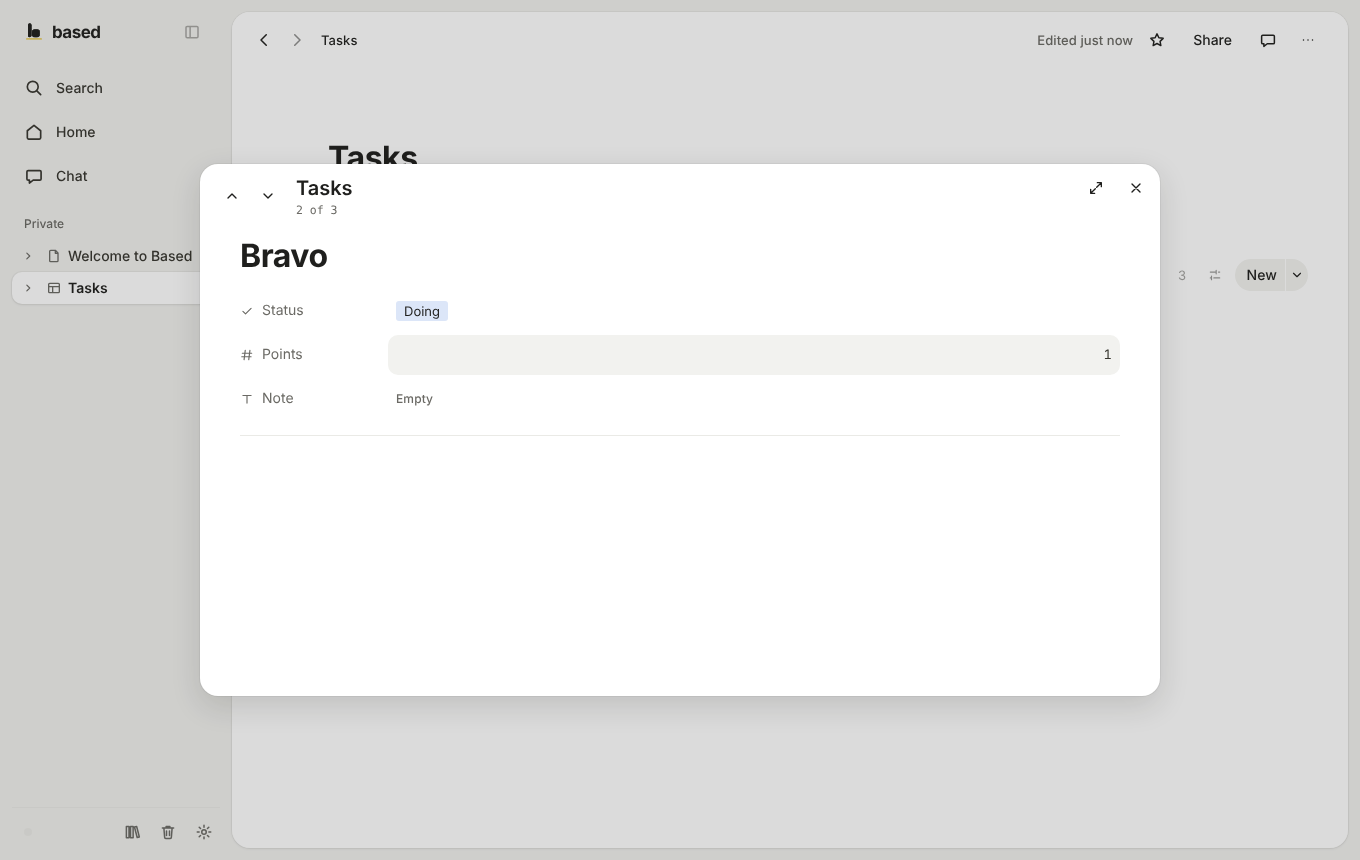 based
Tasks
Edited just now
Share
Search
Home
Chat
Private
Welcome to Based
Tasks
Tasks
3
New
Tasks
2 of 3
Bravo
Status
Doing
Points
1
Note
Empty